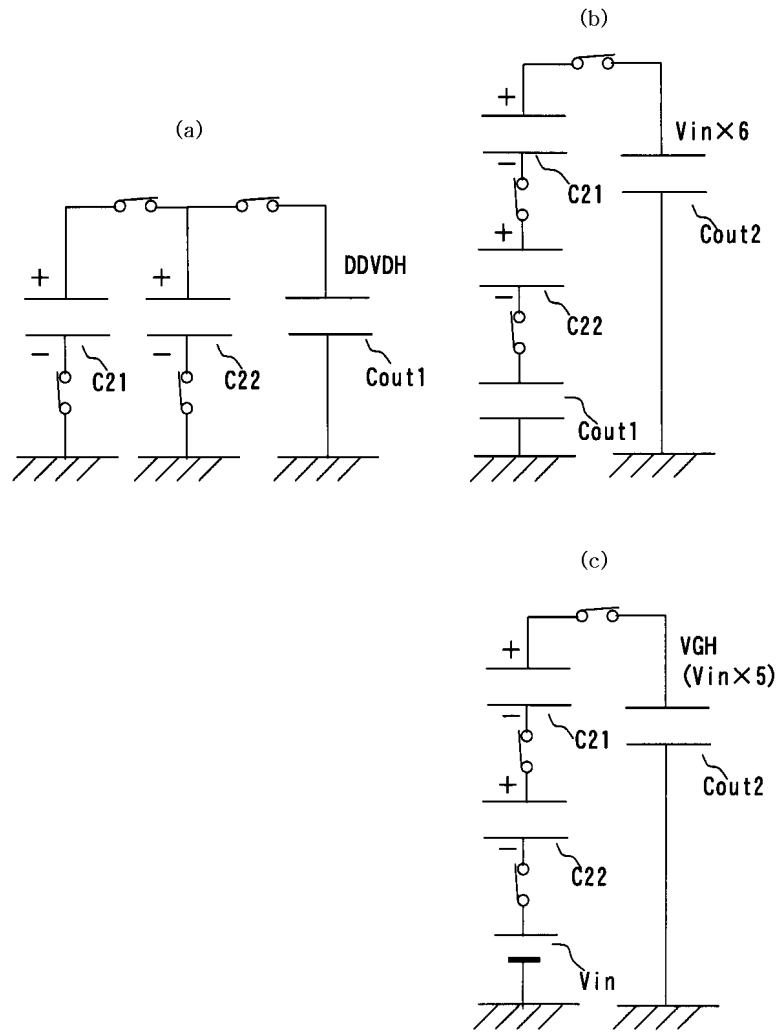 (a)
DDVDH
+
+
−
−
C21
C22
Cout1
(b)
+
Vin×6
−
C21
+
Cout2
−
C22
Cout1
(c)
+
VGH
(Vin×5)
−
C21
+
Cout2
−
C22
Vin